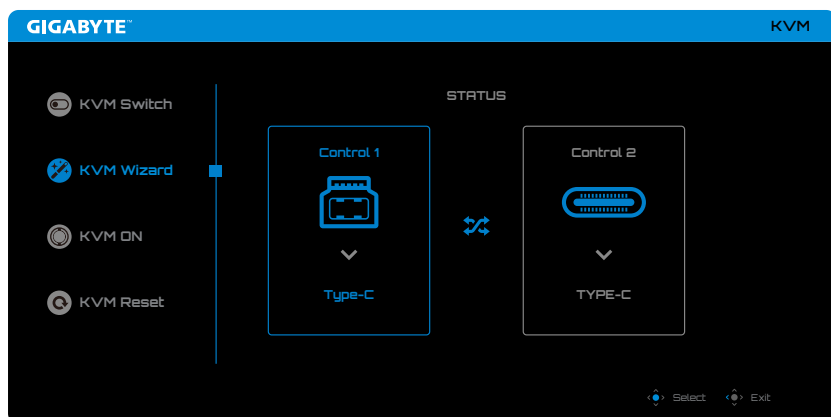 GIGABYTE™
KVM
KVM Switch
KVM Wizard
KVM ON
KVM Reset
STATUS
Control 1
Type-C
Control 2
TYPE-C
Select
Exit